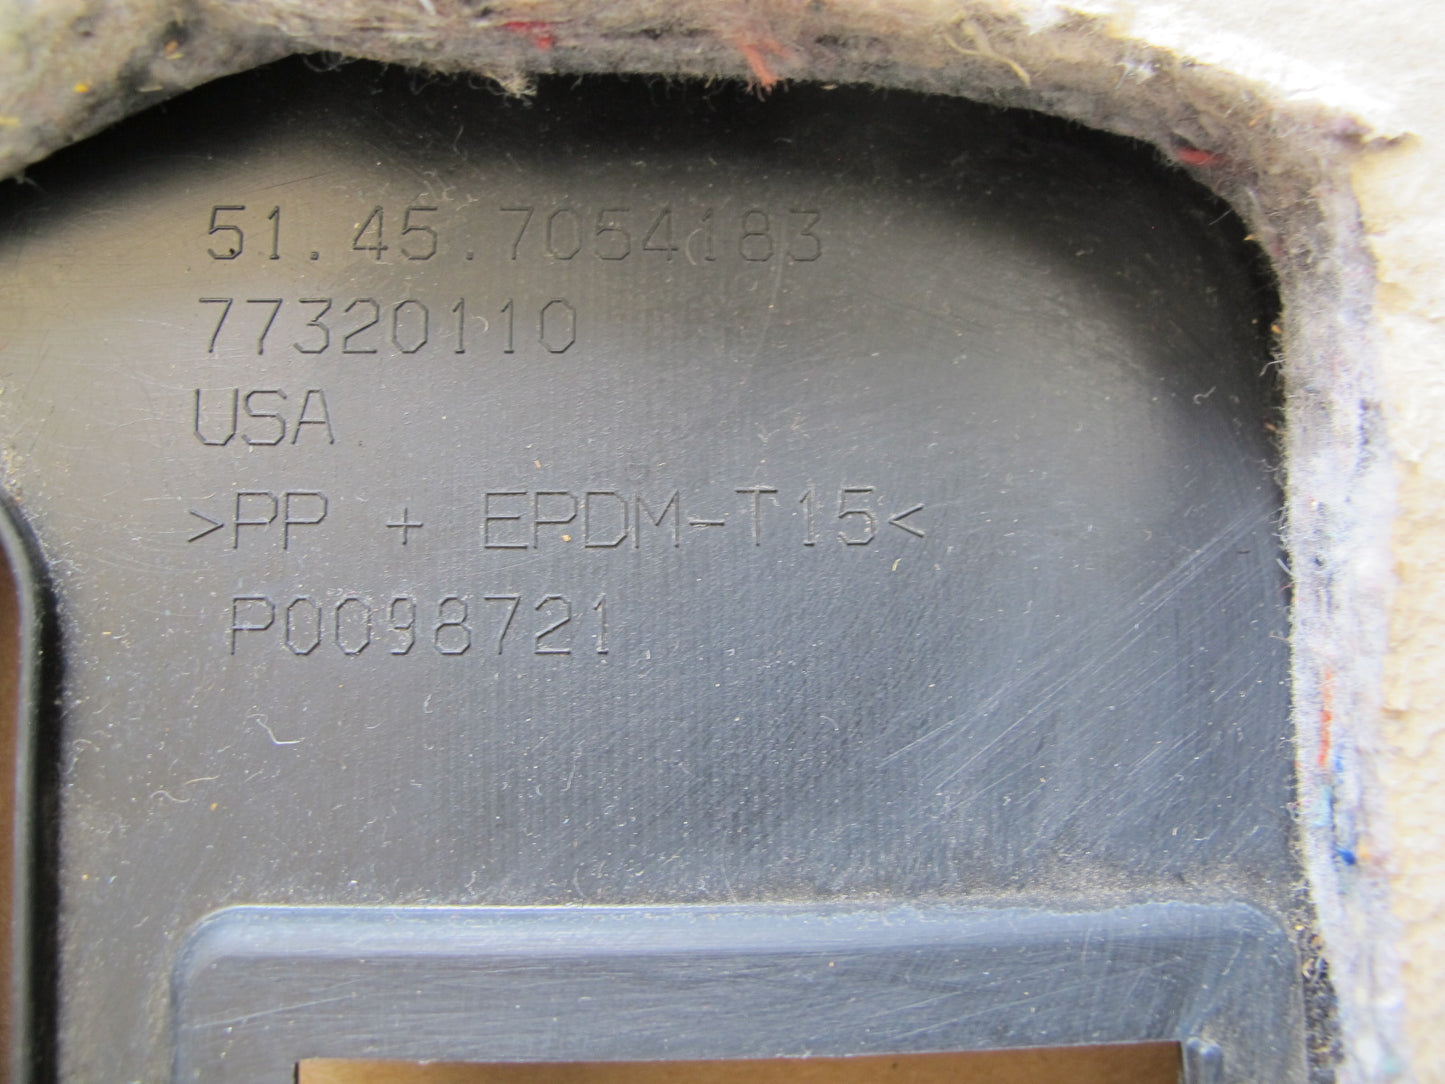 51.45.7054183
77320110
USA
>PP + EPDM-T15<
P0098721